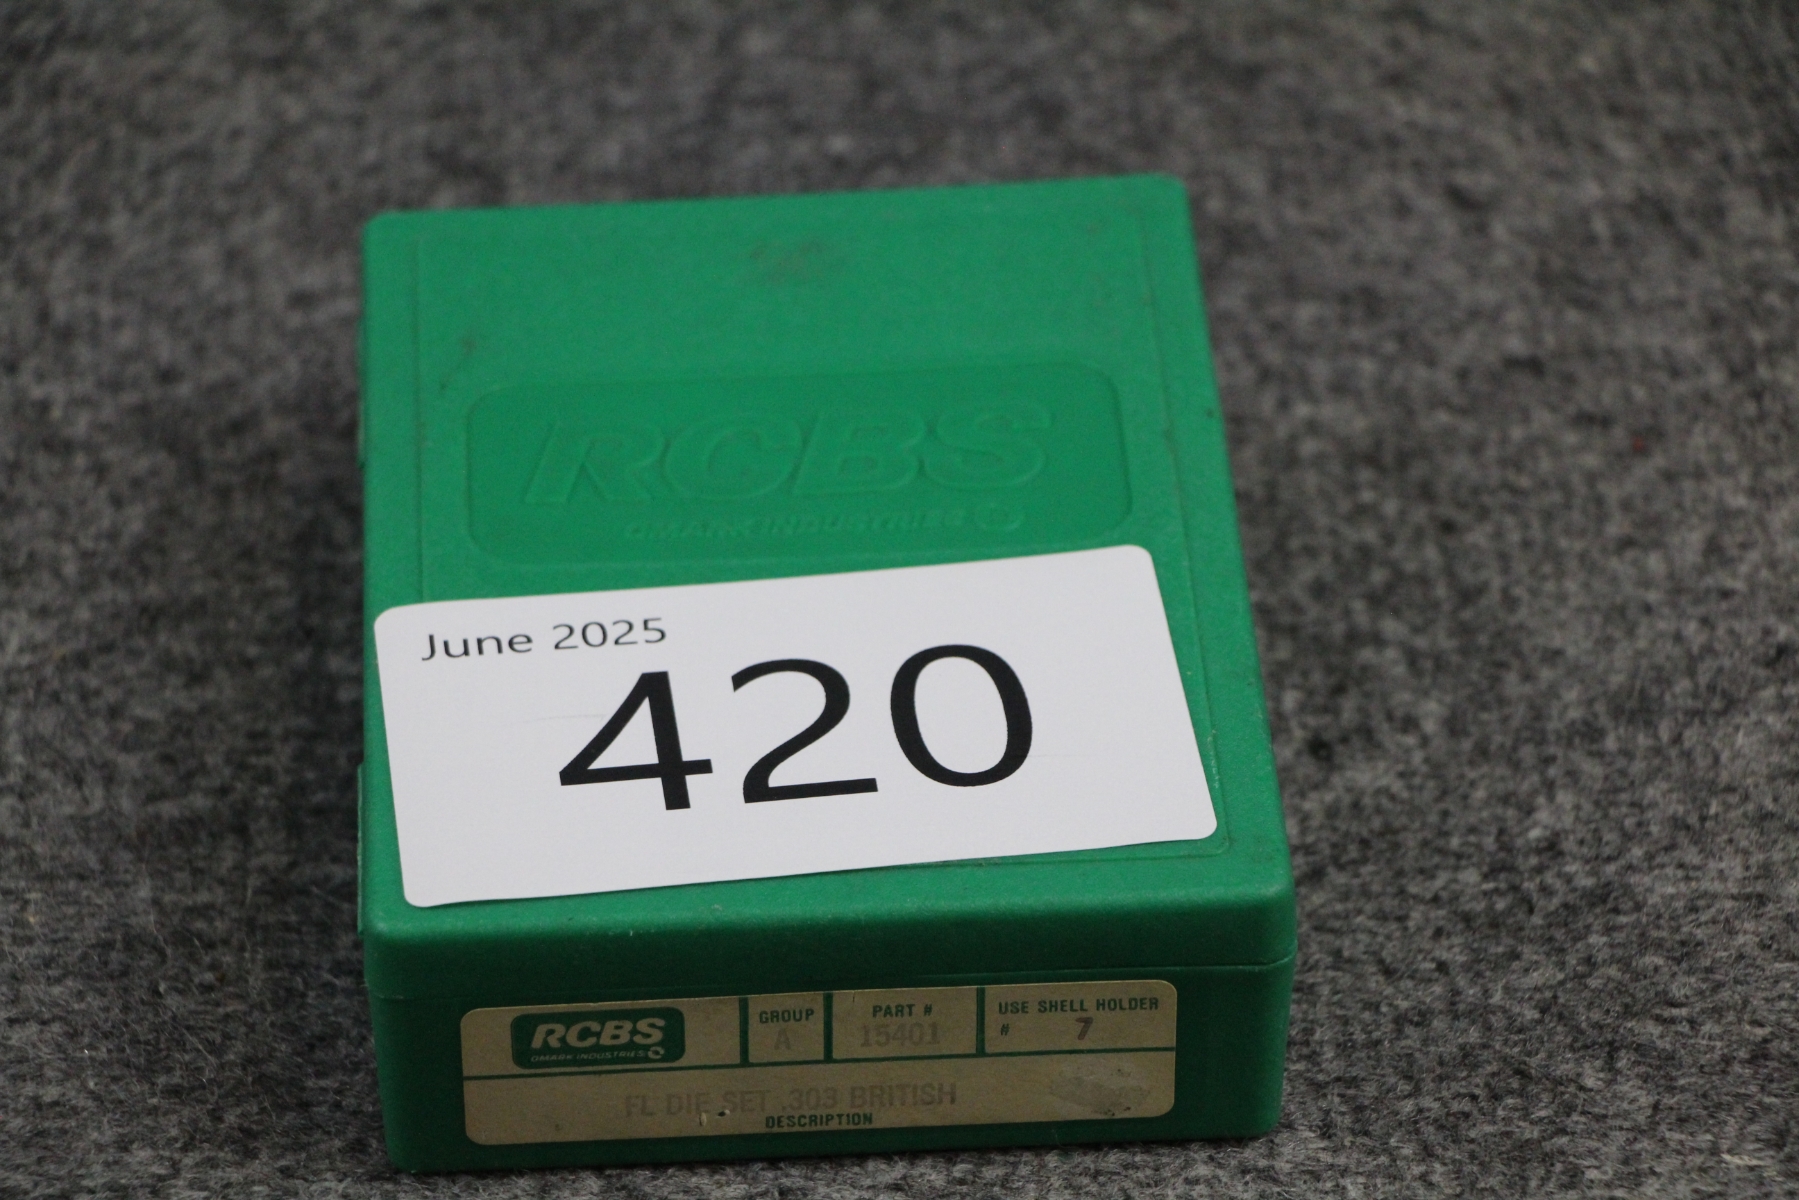 RCBS
OMARK INDUSTRIES
June 2025
420
RCBS
OMARK INDUSTRIES
GROUP
A
PART #
15401
USE SHELL HOLDER
# 7
FL DIE SET .303 BRITISH
DESCRIPTION